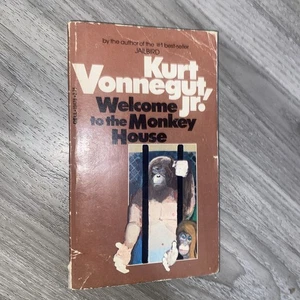 by the author of the #1 best-seller
JAILBIRD
Kurt
Vonnegut,
Jr.
Welcome
to the Monkey
House